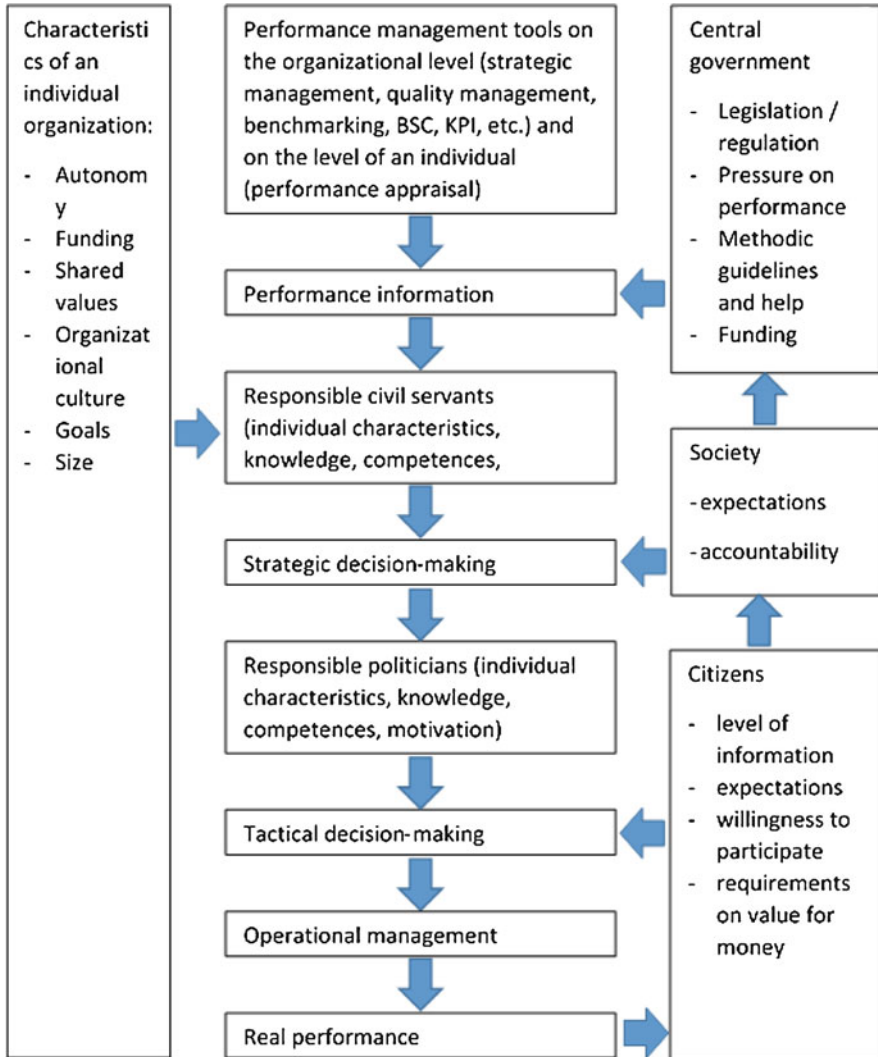 Characteristi
cs of an
individual
organization:
- Autonom
y
- Funding
- Shared
values
- Organizat
ional
culture
- Goals
- Size
Performance management tools on
the organizational level (strategic
management, quality management,
benchmarking, BSC, KPI, etc.) and
on the level of an individual
(performance appraisal)
Performance information
Responsible civil servants
(individual characteristics,
knowledge, competences,
Strategic decision-making
Responsible politicians (individual
characteristics, knowledge,
competences, motivation)
Tactical decision-making
Operational management
Real performance
Central
government
- Legislation /
regulation
- Pressure on
performance
- Methodic
guidelines
and help
- Funding
Society
- expectations
- accountability
Citizens
- level of
information
- expectations
- willingness to
participate
- requirements
on value for
money